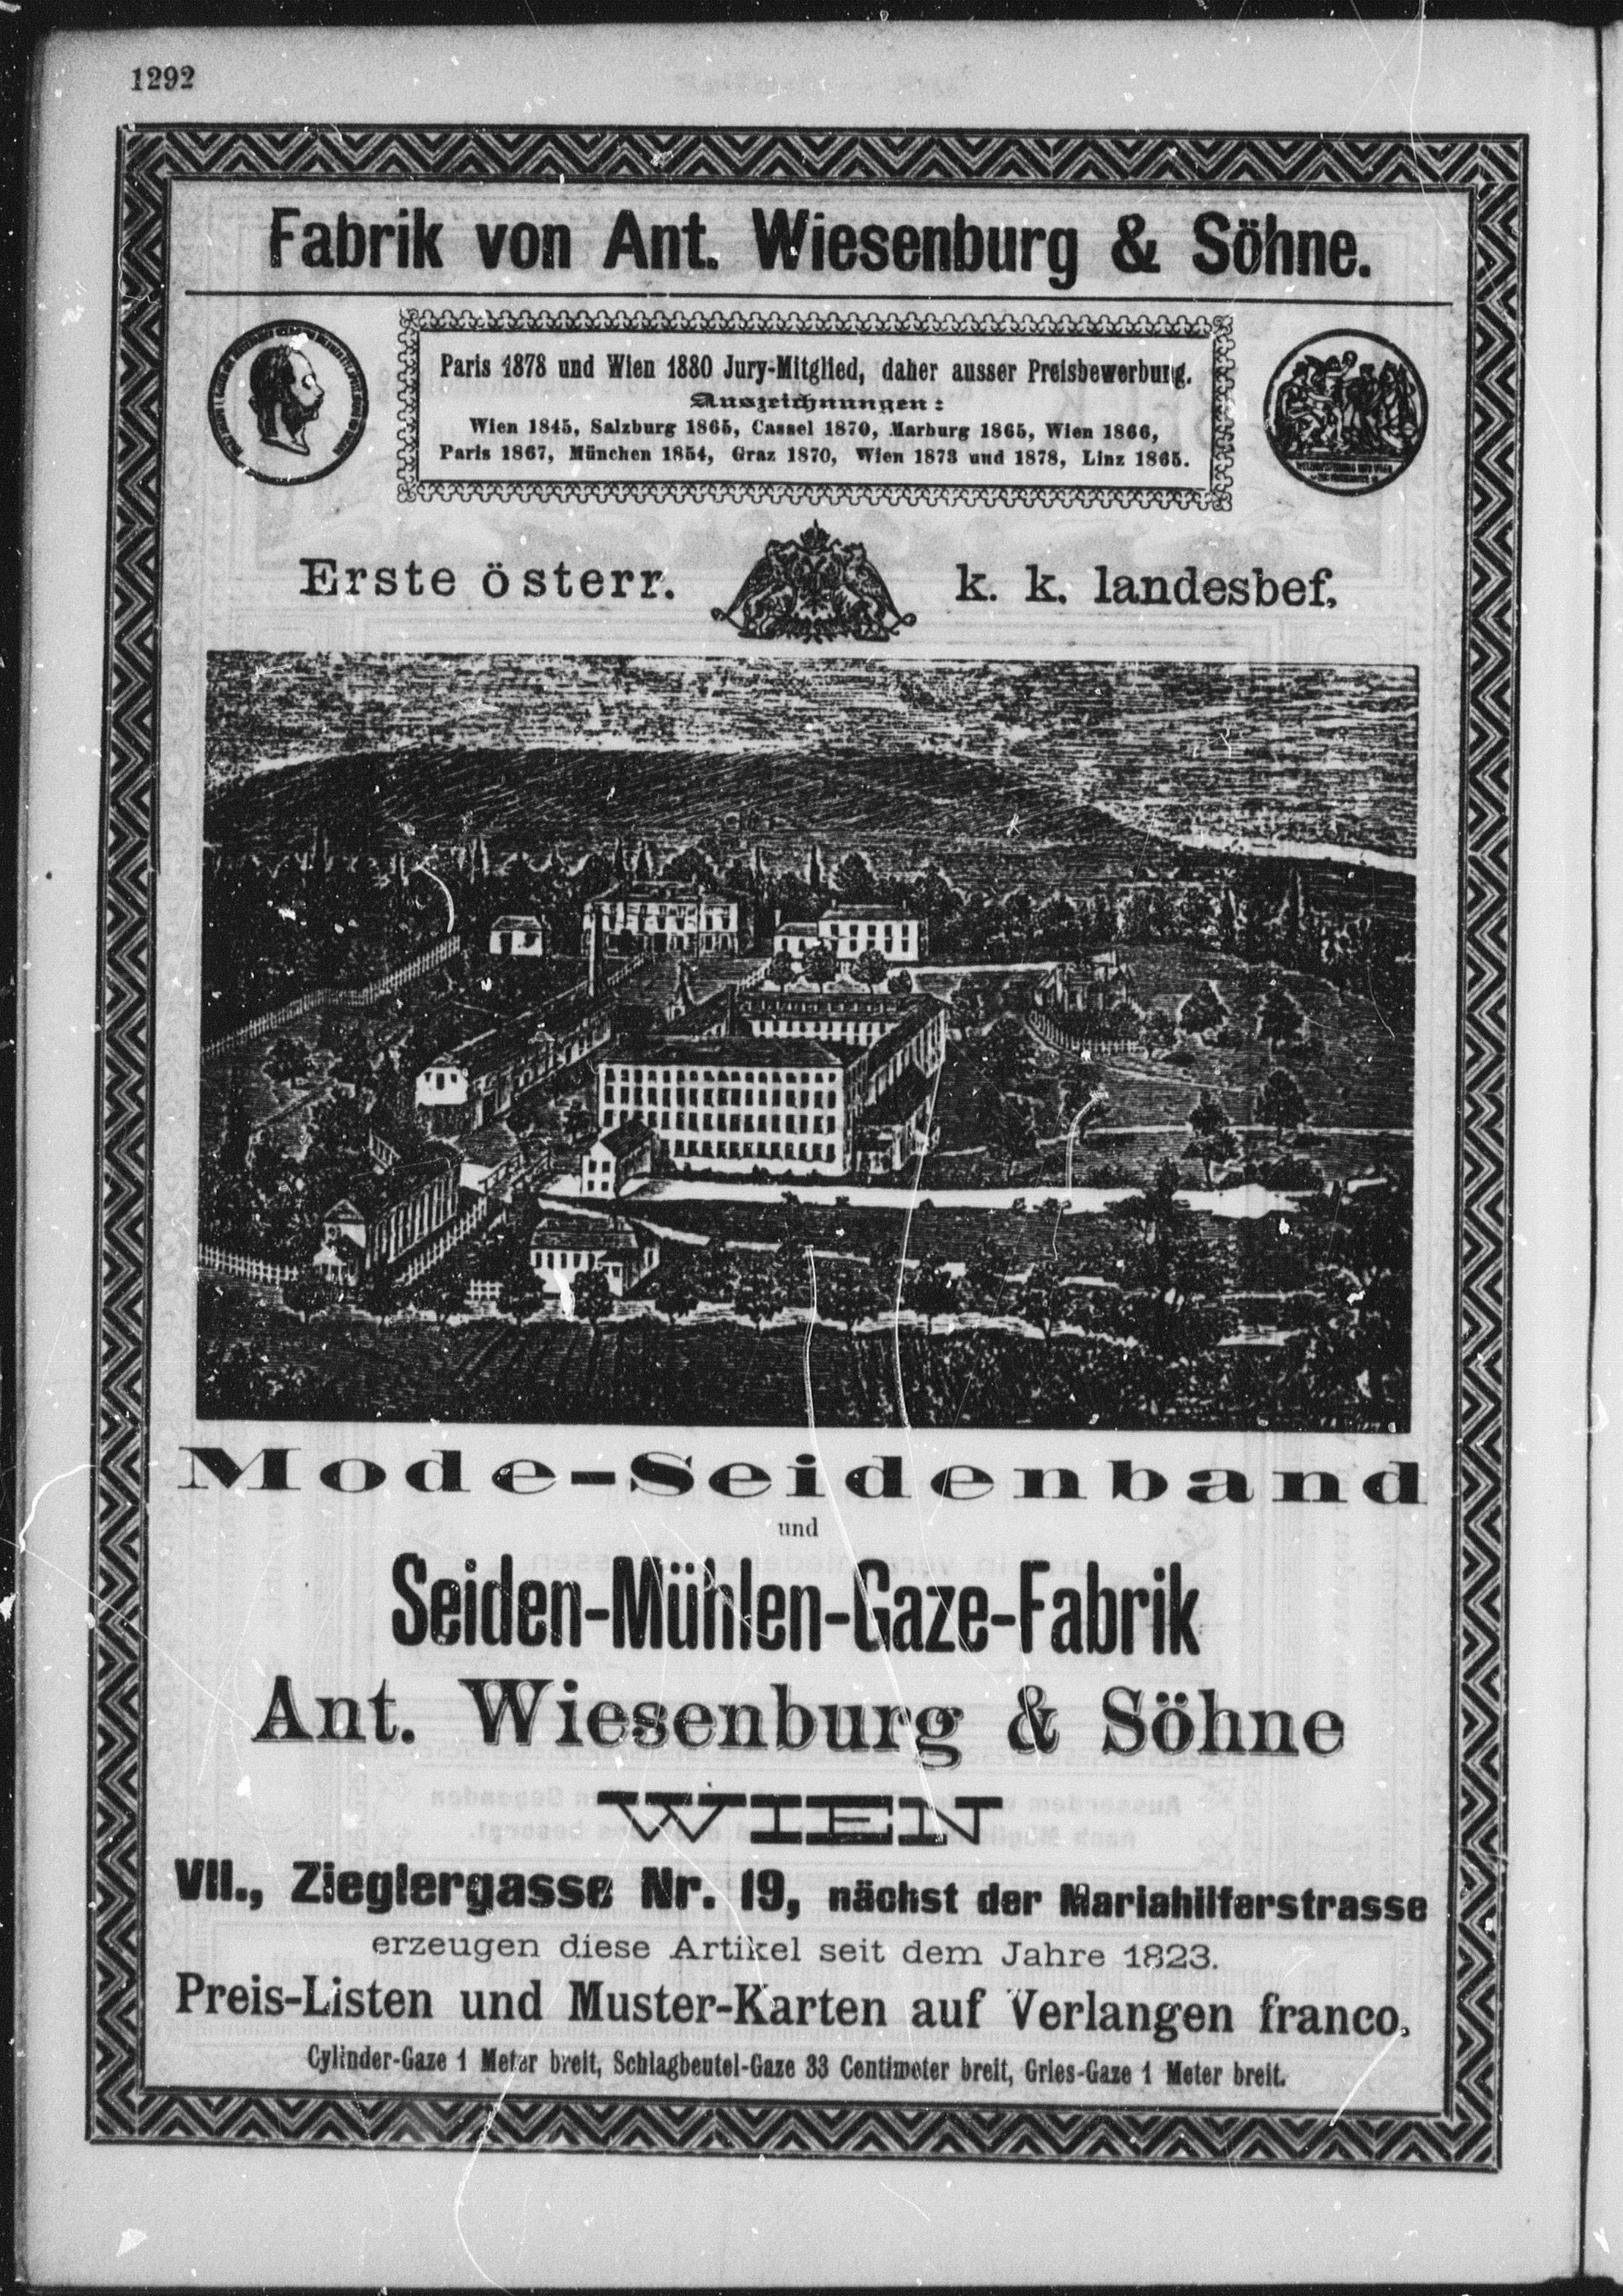 1292
Fabrik von Ant. Wiesenburg & Söhne.
Paris 1878 und Wien 1880 Jury-Mitglied, daher ausser Preisbewerbung.
Auszeichnungen:
Wien 1845, Salzburg 1865, Cassel 1870, Marburg 1865, Wien 1866,
Paris 1867, München 1854, Graz 1870, Wien 1873 und 1878, Linz 1865.
Erste österr. k. k. landesbef.
Mode-Seidenband
und
Seiden-Mühlen-Gaze-Fabrik
Ant. Wiesenburg & Söhne
WIEN
VII., Zieglergasse Nr. 19, nächst der Mariahilferstrasse
erzeugen diese Artikel seit dem Jahre 1823.
Preis-Listen und Muster-Karten auf Verlangen franco.
Cylinder-Gaze 1 Meter breit, Schlagbeutel-Gaze 33 Centimeter breit, Gries-Gaze 1 Meter breit.